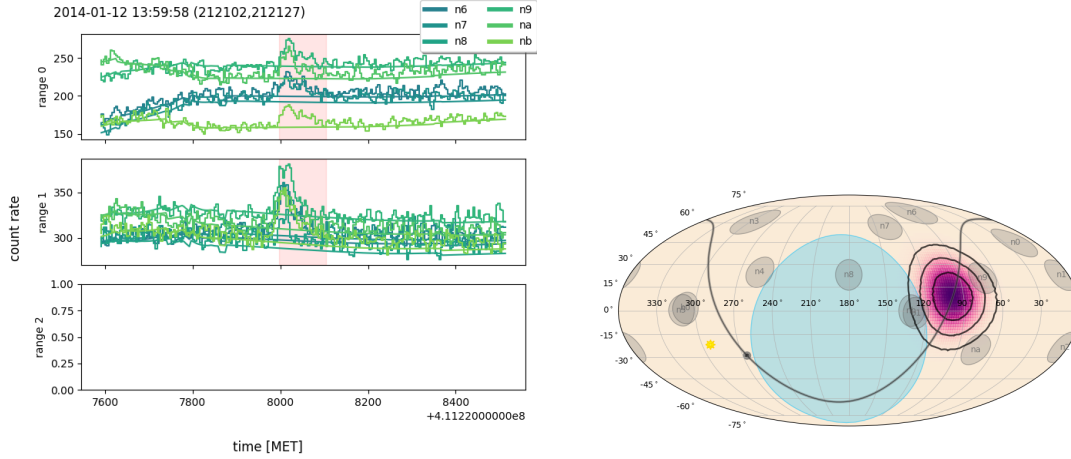 2014-01-12 13:59:58 (212102,212127)
n6 n9
n7 na
n8 nb
250
200
150
range 0
350
300
range 1
count rate
1.00
0.75
0.50
0.25
0.00
range 2
7600 7800 8000 8200 8400
+4.1122000000e8
time [MET]
75°
60°
45°
30°
15°
0°
-15°
-30°
-45°
-60°
-75°
330° 300° 270° 240° 210° 180° 150° 120° 90° 60° 30°
n3
n6
n7
n0
n4
n8
n9
n1
na